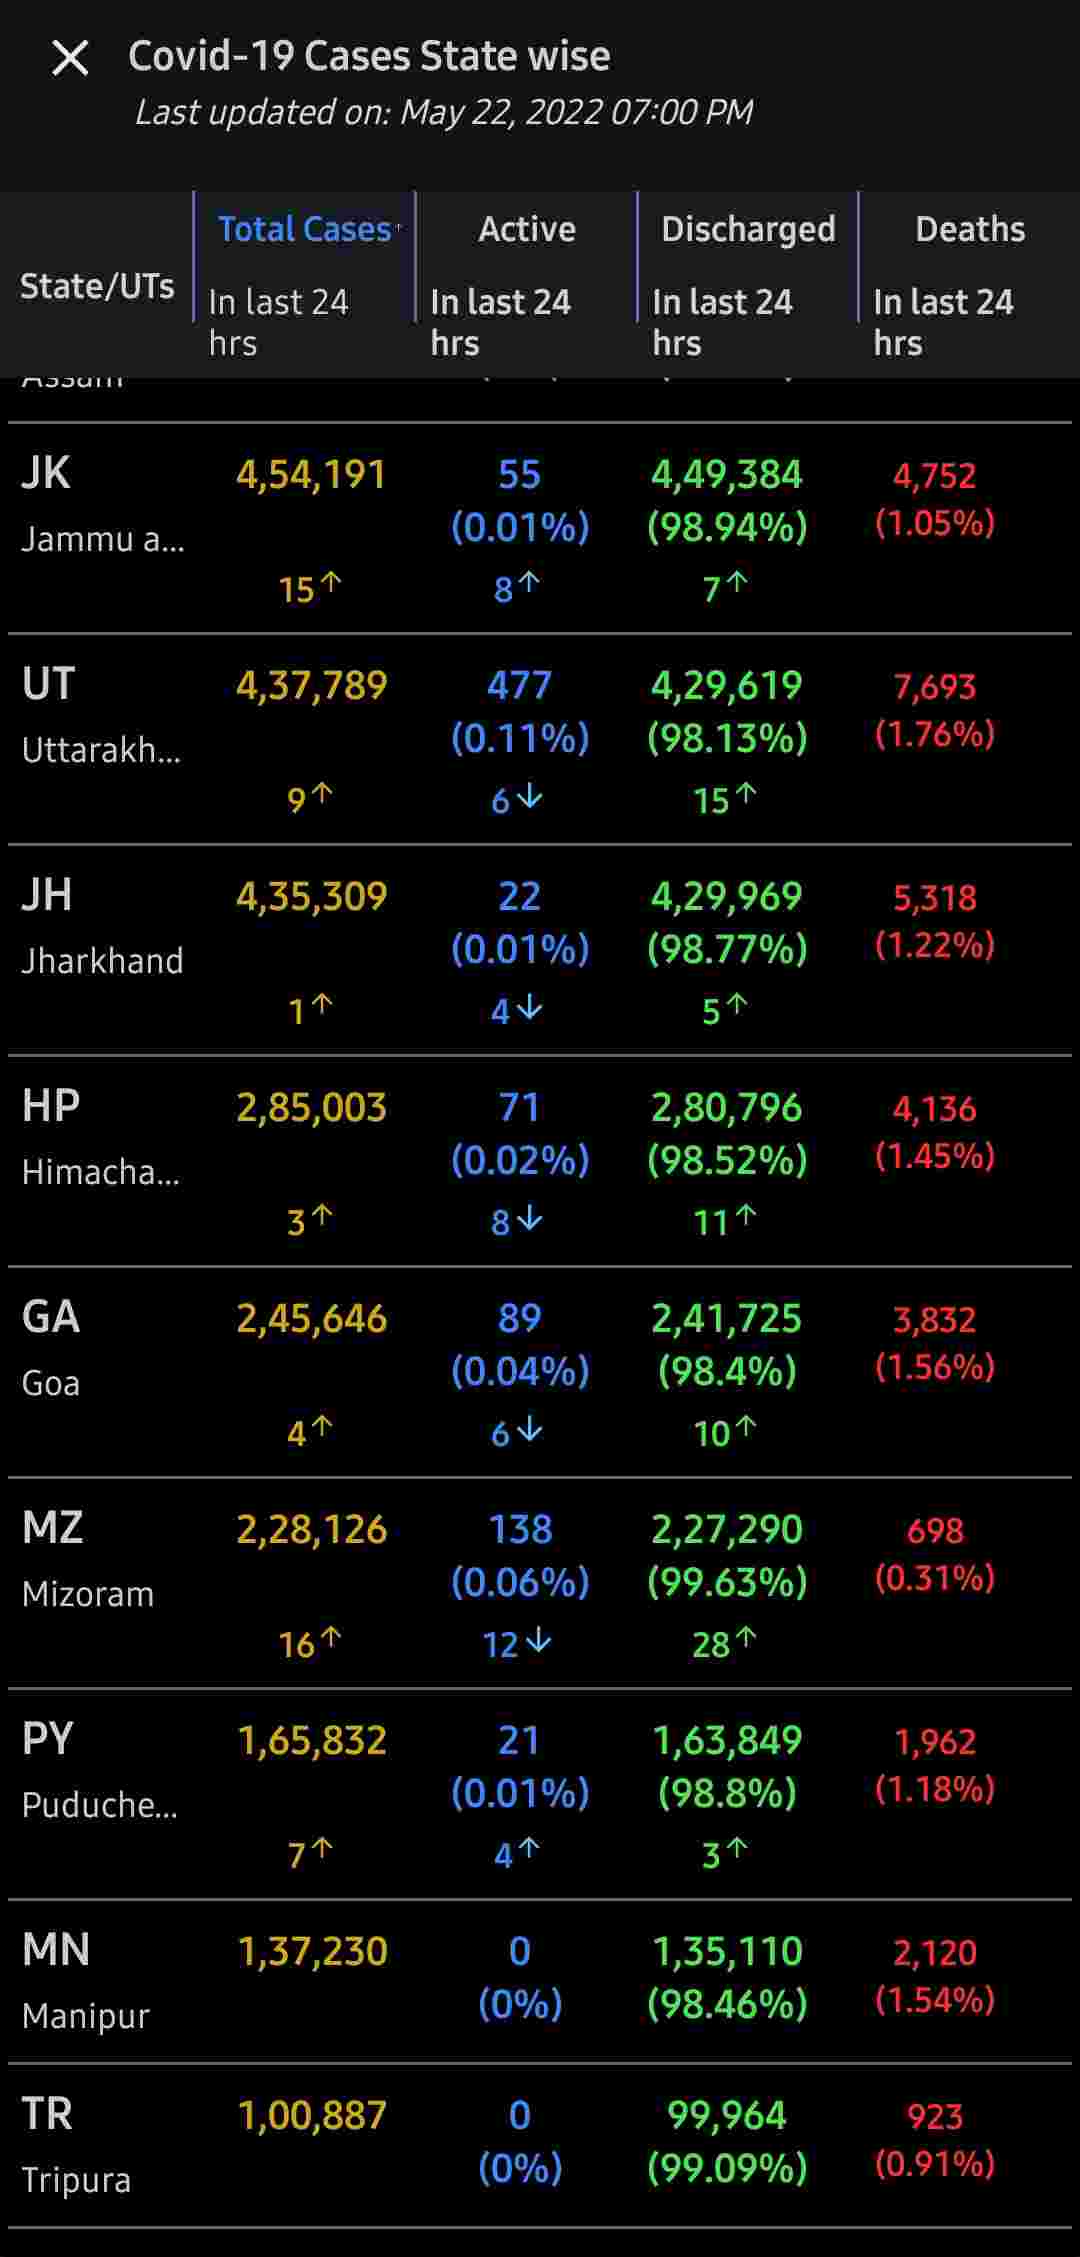 Covid-19 Cases State wise
Last updated on: May 22, 2022 07:00 PM
State/UTs
Total Cases↑
In last 24
hrs
Active
In last 24
hrs
Discharged
In last 24
hrs
Deaths
In last 24
hrs
Assam
JK 4,54,191 55 4,49,384 4,752
Jammu a... (0.01%) (98.94%) (1.05%)
15↑ 8↑ 7↑
UT 4,37,789 477 4,29,619 7,693
Uttarakh... (0.11%) (98.13%) (1.76%)
9↑ 6↓ 15↑
JH 4,35,309 22 4,29,969 5,318
Jharkhand (0.01%) (98.77%) (1.22%)
1↑ 4↓ 5↑
HP 2,85,003 71 2,80,796 4,136
Himacha... (0.02%) (98.52%) (1.45%)
3↑ 8↓ 11↑
GA 2,45,646 89 2,41,725 3,832
Goa (0.04%) (98.4%) (1.56%)
4↑ 6↓ 10↑
MZ 2,28,126 138 2,27,290 698
Mizoram (0.06%) (99.63%) (0.31%)
16↑ 12↓ 28↑
PY 1,65,832 21 1,63,849 1,962
Puduche... (0.01%) (98.8%) (1.18%)
7↑ 4↑ 3↑
MN 1,37,230 0 1,35,110 2,120
Manipur (0%) (98.46%) (1.54%)
TR 1,00,887 0 99,964 923
Tripura (0%) (99.09%) (0.91%)